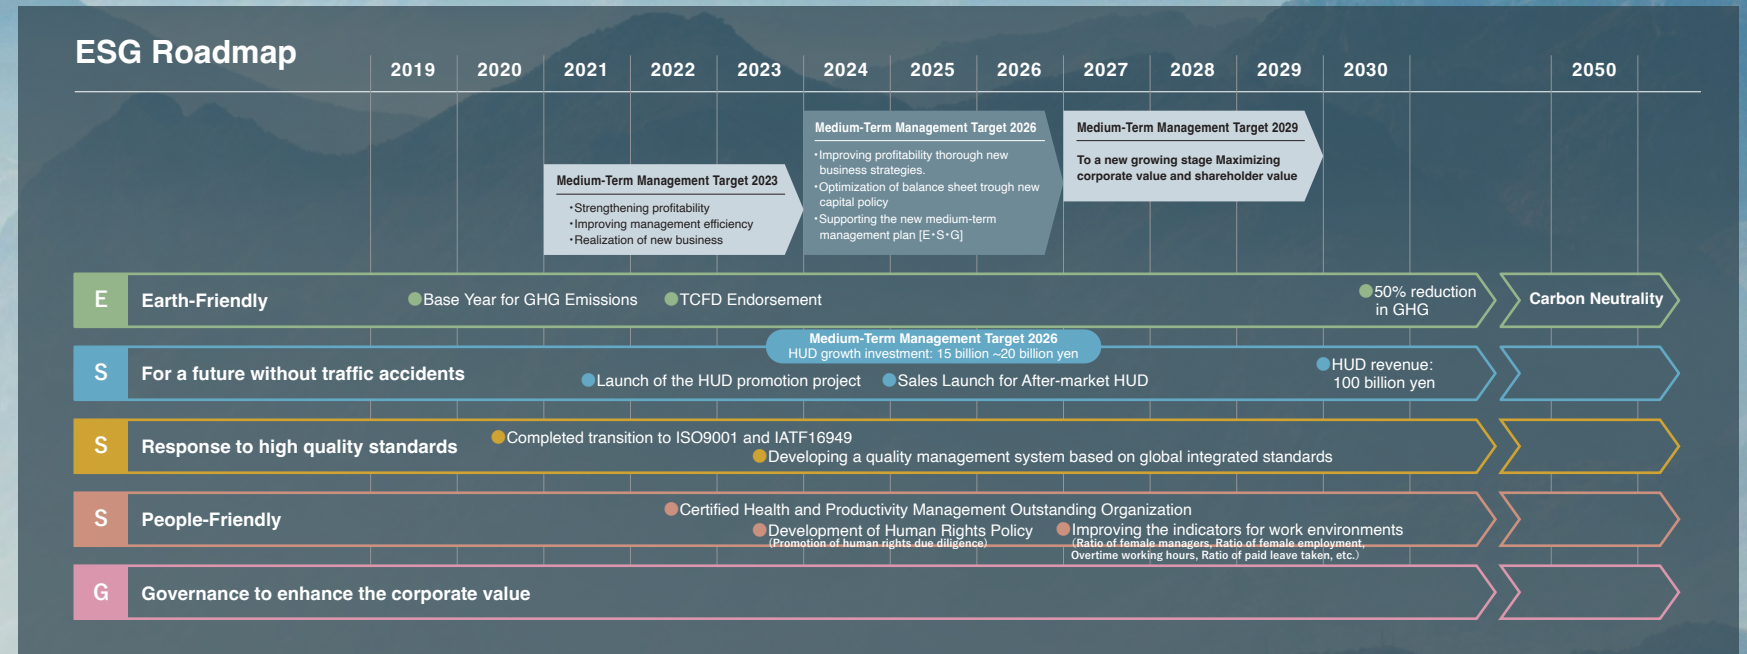 ESG Roadmap
2019 2020 2021 2022 2023 2024 2025 2026 2027 2028 2029 2030 2050
Medium-Term Management Target 2023
・Strengthening profitability
・Improving management efficiency
・Realization of new business
Medium-Term Management Target 2026
・Improving profitability thorough new
business strategies.
・Optimization of balance sheet trough new
capital policy
・Supporting the new medium-term
management plan [E・S・G]
Medium-Term Management Target 2029
To a new growing stage Maximizing
corporate value and shareholder value
E Earth-Friendly
Base Year for GHG Emissions
TCFD Endorsement
50% reduction
in GHG
Carbon Neutrality
Medium-Term Management Target 2026
HUD growth investment: 15 billion ~20 billion yen
S For a future without traffic accidents
Launch of the HUD promotion project
Sales Launch for After-market HUD
HUD revenue:
100 billion yen
S Response to high quality standards
Completed transition to ISO9001 and IATF16949
Developing a quality management system based on global integrated standards
S People-Friendly
Certified Health and Productivity Management Outstanding Organization
Development of Human Rights Policy
(Promotion of human rights due diligence)
Improving the indicators for work environments
(Ratio of female managers, Ratio of female employment,
Overtime working hours, Ratio of paid leave taken, etc.)
G Governance to enhance the corporate value